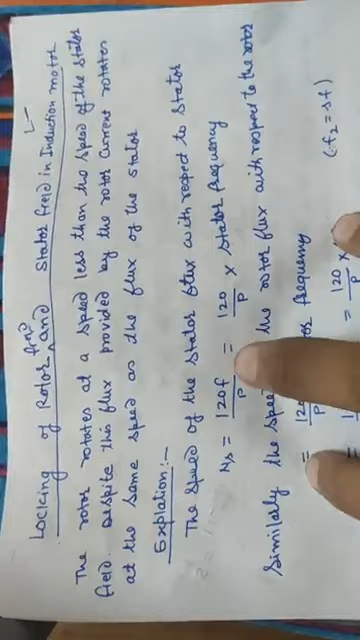 Locking of Rotor field and Stator field in Induction motor :-
The rotor rotates at a speed less than the speed of the stator
field. Despite this flux provided by the rotor current rotates
at the same speed as the flux of the stator
Explation:-
The speed of the stator flux with respect to stator
Ns = 120f/P = 120/P x stator frequency
Similarly the the rotor flux with respect to the rotor
= frequency (∵ f2 = sf)
= 120/P x